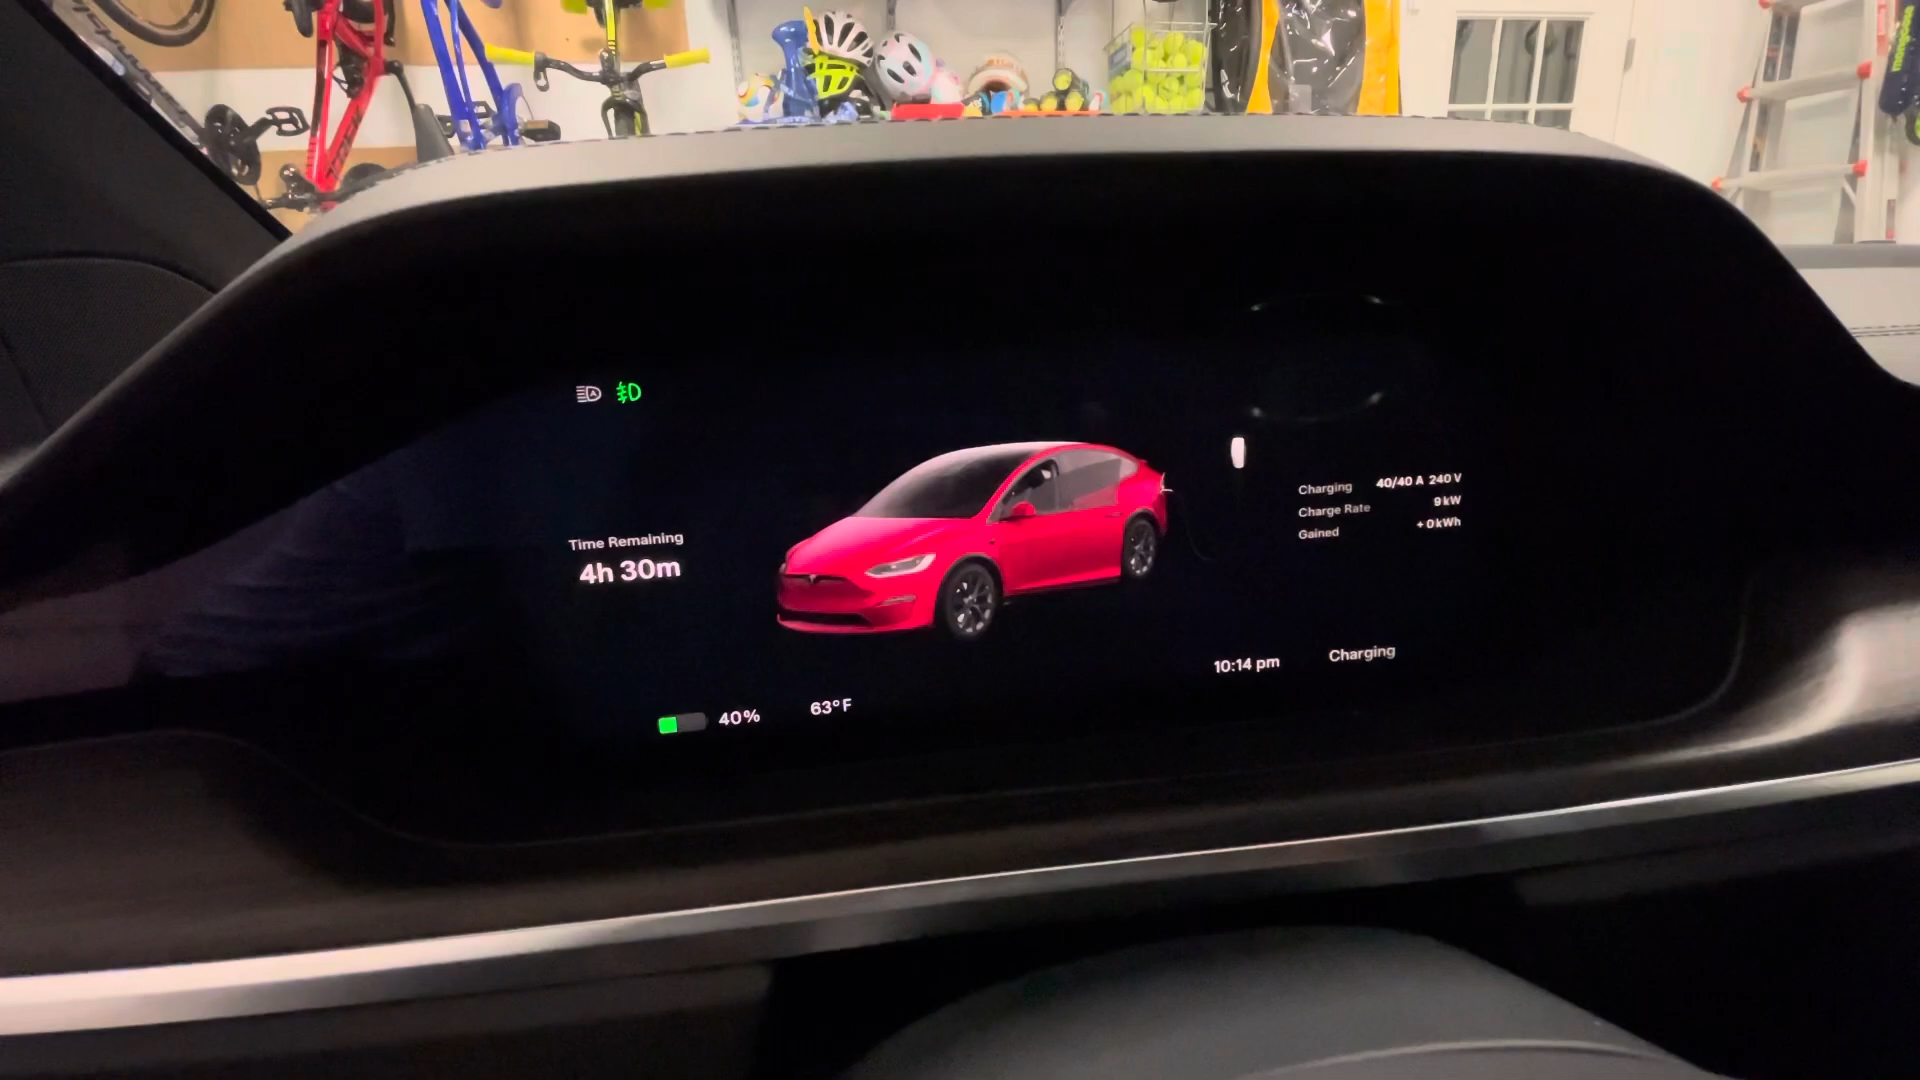 Time Remaining
4h 30m
40%
63°F
Charging 40/40 A 240 V
Charge Rate 9 kW
Gained +0 kWh
10:14 pm
Charging